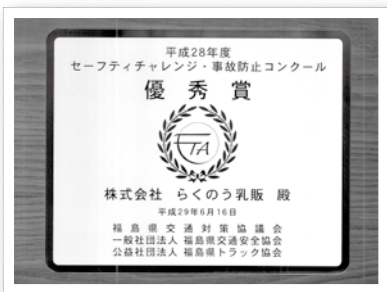 平成28年度
セーフティチャレンジ・事故防止コンクール
優秀賞
FTA
株式会社 らくのう乳販 殿
平成29年6月16日
福島県交通対策協議会
一般社団法人 福島県交通安全協会
公益社団法人 福島県トラック協会